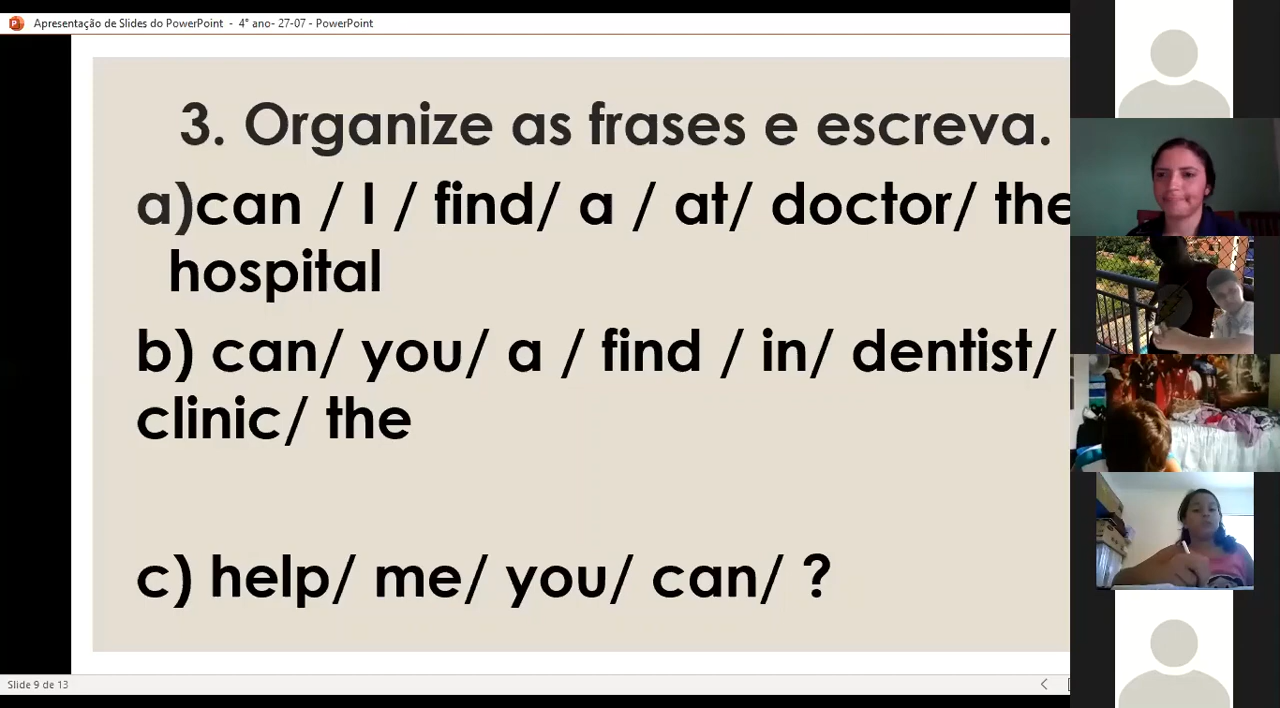 Apresentação de Slides do PowerPoint - 4° ano- 27-07 - PowerPoint
3. Organize as frases e escreva.
a)can / I / find/ a / at/ doctor/ the
hospital
b) can/ you/ a / find / in/ dentist/
clinic/ the
c) help/ me/ you/ can/ ?
Slide 9 de 13